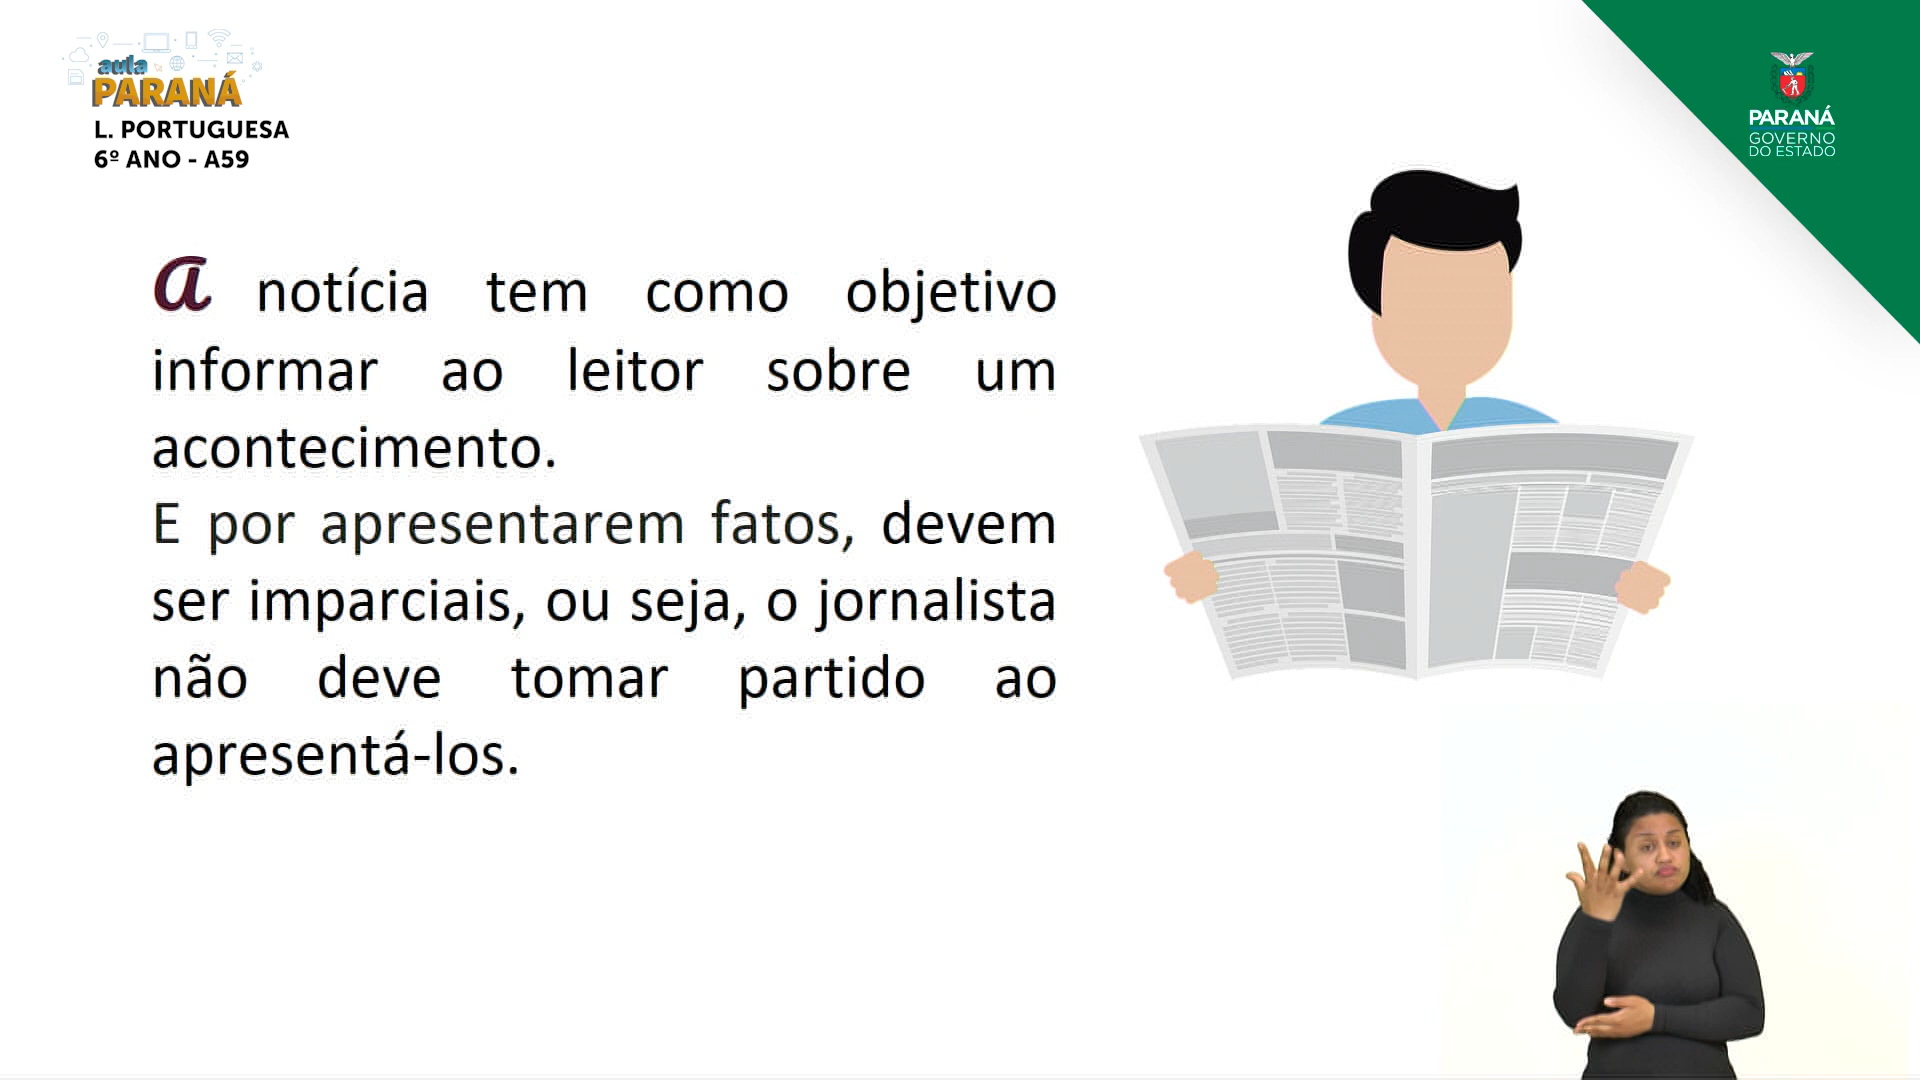 aula
PARANÁ
L. PORTUGUESA
6º ANO - A59
PARANÁ
GOVERNO
DO ESTADO
a notícia tem como objetivo
informar ao leitor sobre um
acontecimento.
E por apresentarem fatos, devem
ser imparciais, ou seja, o jornalista
não deve tomar partido ao
apresentá-los.